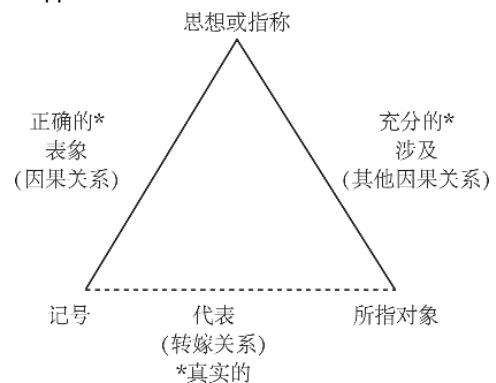 思想或指称
正确的*
表象
(因果关系)
充分的*
涉及
(其他因果关系)
记号
代表
(转嫁关系)
*真实的
所指对象